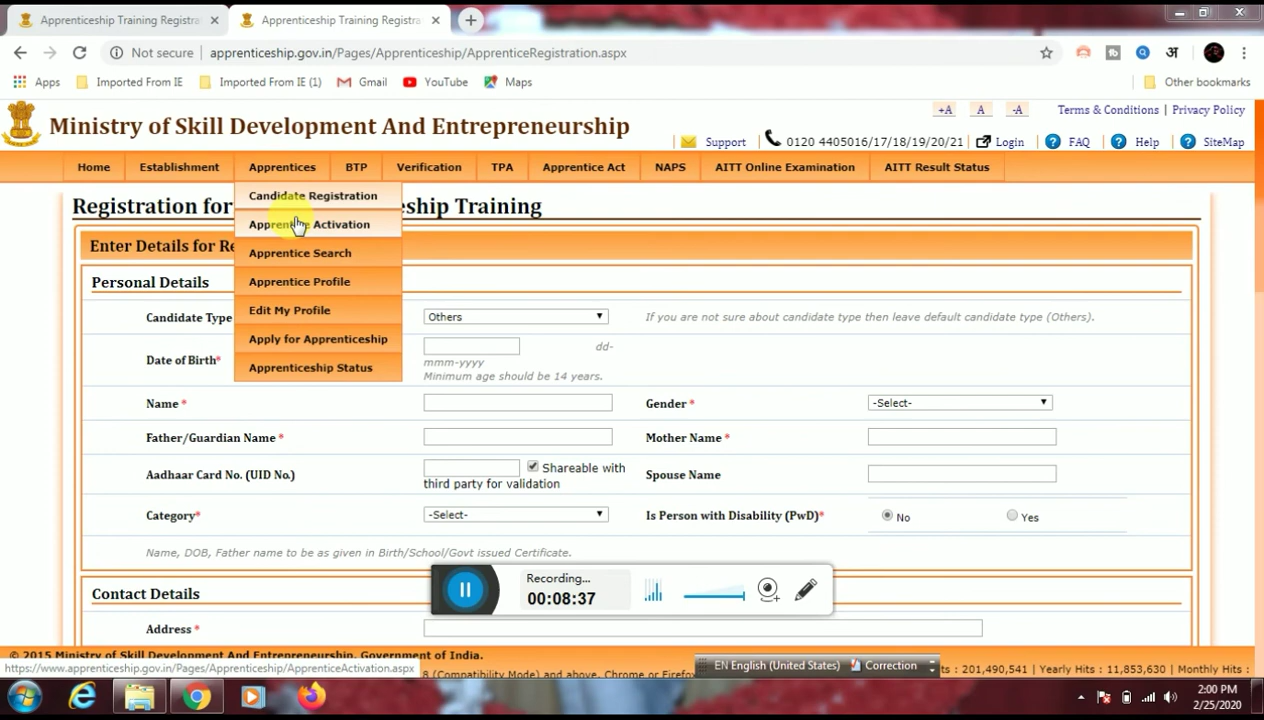 Apprenticeship Training Registra
Apprenticeship Training Registra
Not secure
apprenticeship.gov.in/Pages/Apprenticeship/ApprenticeRegistration.aspx
अ
Apps
Imported From IE
Imported From IE (1)
Gmail
YouTube
Maps
Other bookmarks
+A
A
-A
Terms & Conditions | Privacy Policy
Ministry of Skill Development And Entrepreneurship
Support
0120 4405016/17/18/19/20/21
Login
FAQ
Help
SiteMap
Home
Establishment
Apprentices
BTP
Verification
TPA
Apprentice Act
NAPS
AITT Online Examination
AITT Result Status
Candidate Registration
Apprentice Activation
Apprentice Search
Apprentice Profile
Edit My Profile
Apply for Apprenticeship
Apprenticeship Status
Registration for
ship Training
Enter Details for Re
Personal Details
Candidate Type
Others
If you are not sure about candidate type then leave default candidate type (Others).
Date of Birth*
dd-
mmm-yyyy
Minimum age should be 14 years.
Name *
Gender *
-Select-
Father/Guardian Name *
Mother Name *
Aadhaar Card No. (UID No.)
Shareable with
third party for validation
Spouse Name
Category*
-Select-
Is Person with Disability (PwD)*
No
Yes
Name, DOB, Father name to be as given in Birth/School/Govt issued Certificate.
Contact Details
Recording...
00:08:37
Address *
© 2015 Ministry of Skill Development And Entrepreneurship, Government of India.
https://www.apprenticeship.gov.in/Pages/Apprenticeship/ApprenticeActivation.aspx
8 (Compatibility Mode) and above, Chrome or Firefox
EN English (United States)
Correction
ts : 201,490,541 | Yearly Hits : 11,853,630 | Monthly Hits :
2:00 PM
2/25/2020